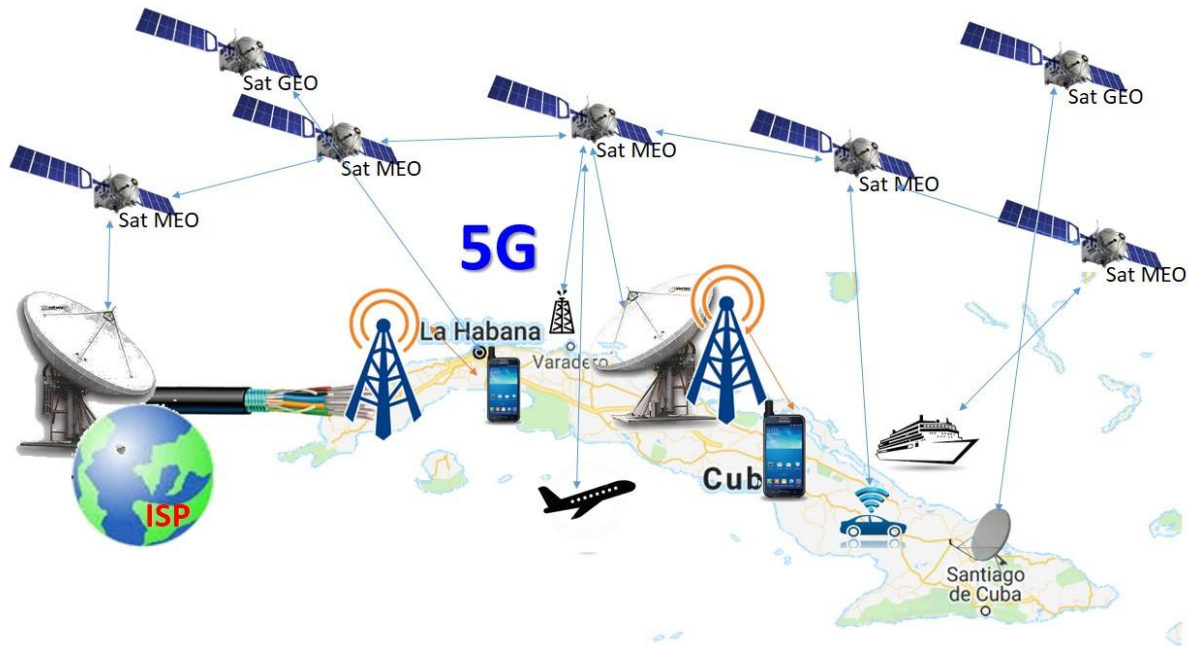 Sat GEO
Sat GEO
Sat MEO
Sat MEO
Sat MEO
Sat MEO
Sat MEO
5G
La Habana
Varadero
Cub
ISP
Santiago
de Cuba